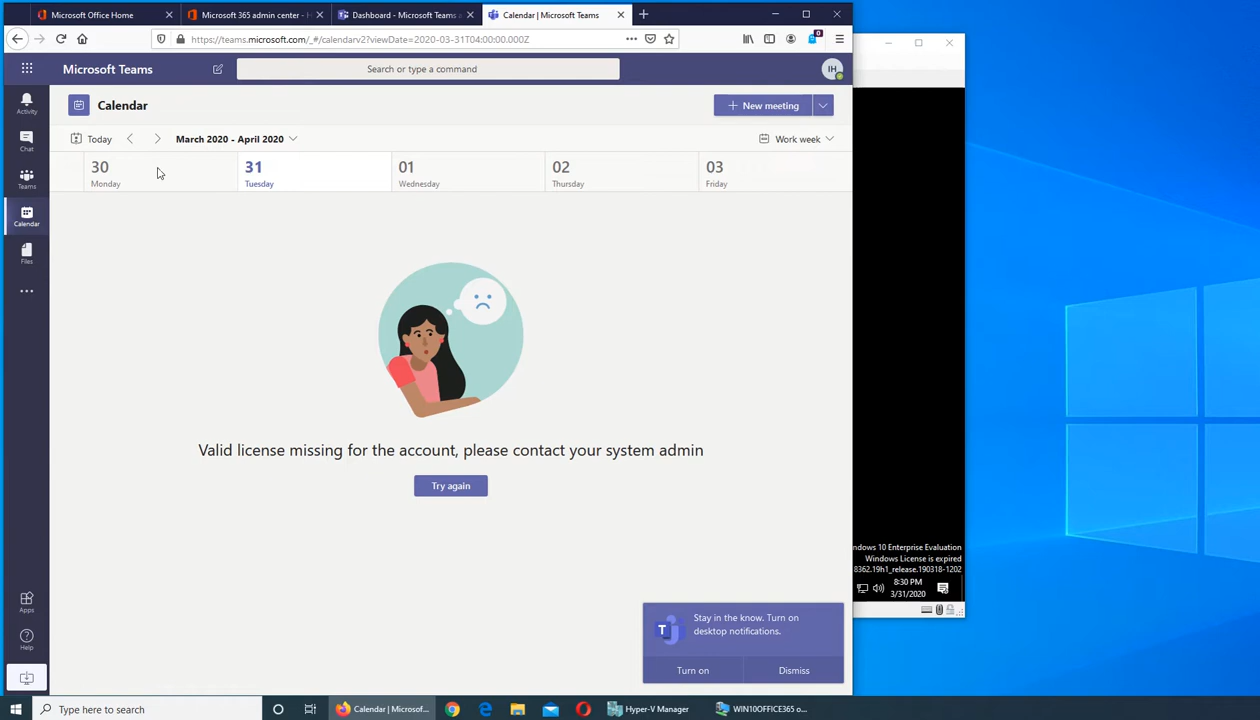 Microsoft Office Home
Microsoft 365 admin center - H
Dashboard - Microsoft Teams a
Calendar | Microsoft Teams
https://teams.microsoft.com/_#/calendarv2?viewDate=2020-03-31T04:00:00.000Z
0
Microsoft Teams
Search or type a command
IH
Activity
Chat
Teams
Calendar
Files
Apps
Help
Calendar
New meeting
Today
March 2020 - April 2020
Work week
30
Monday
31
Tuesday
01
Wednesday
02
Thursday
03
Friday
Valid license missing for the account, please contact your system admin
Try again
Stay in the know. Turn on
desktop notifications.
Turn on
Dismiss
ndows 10 Enterprise Evaluation
Windows License is expired
8362.19h1_release.190318-1202
8:30 PM
3/31/2020
Type here to search
Calendar | Microsof...
Hyper-V Manager
WIN10OFFICE365 o...